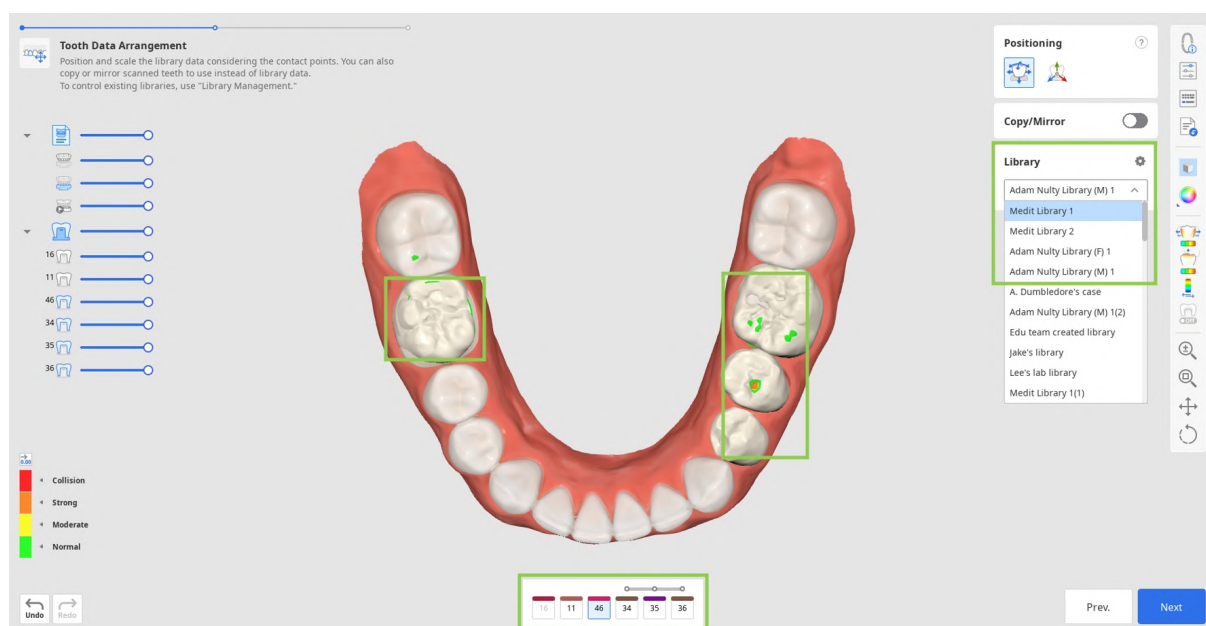 Tooth Data Arrangement
Position and scale the library data considering the contact points. You can also
copy or mirror scanned teeth to use instead of library data.
To control existing libraries, use "Library Management."
16
11
46
34
35
36
0.00
Collision
Strong
Moderate
Normal
Undo
Redo
16
11
46
34
35
36
Positioning
?
Copy/Mirror
Library
Adam Nulty Library (M) 1
Medit Library 1
Medit Library 2
Adam Nulty Library (F) 1
Adam Nulty Library (M) 1
A. Dumbledore's case
Adam Nulty Library (M) 1(2)
Edu team created library
Jake's library
Lee's lab library
Medit Library 1(1)
Prev.
Next